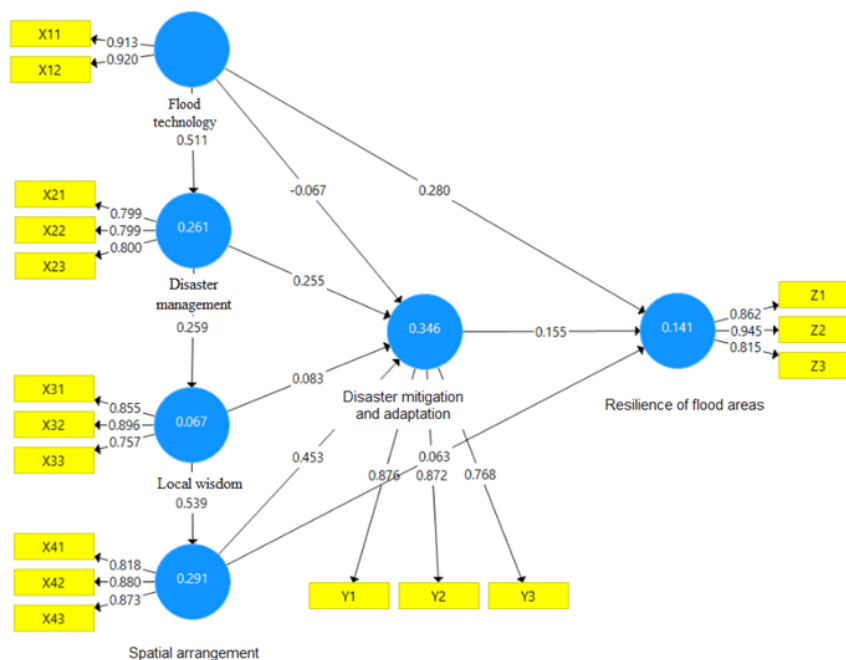 X11
0.913
X12
0.920
Flood
technology
0.511
-0.067
0.280
X21
0.799
X22
0.799
X23
0.800
0.261
0.255
Disaster
management
0.259
0.346
0.155
0.141
Z1
0.862
Z2
0.945
Z3
0.815
Resilience of flood areas
X31
0.855
X32
0.896
X33
0.757
0.067
0.083
Disaster mitigation
and adaptation
Local wisdom
0.539
0.453
0.063
0.876
0.872
0.768
X41
0.818
X42
0.880
X43
0.873
0.291
Y1
Y2
Y3
Spatial arrangement